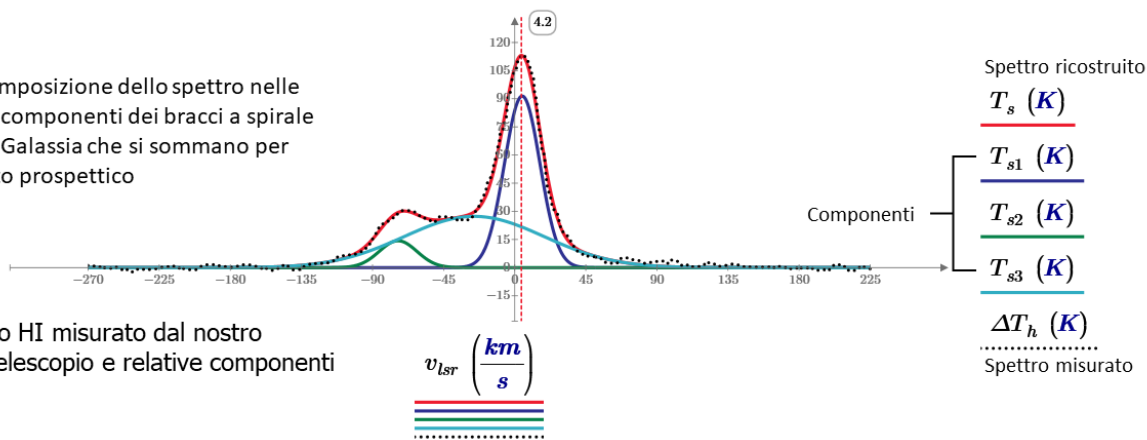 4.2
120
105
90
75
60
45
30
15
0
−15
−270 −225 −180 −135 −90 −45 0 45 90 135 180 225
mposizione dello spettro nelle
componenti dei bracci a spirale
Galassia che si sommano per
o prospettico
o HI misurato dal nostro
elescopio e relative componenti
v_lsr (km/s)
Spettro ricostruito
T_s (K)
Componenti
T_s1 (K)
T_s2 (K)
T_s3 (K)
ΔT_h (K)
Spettro misurato